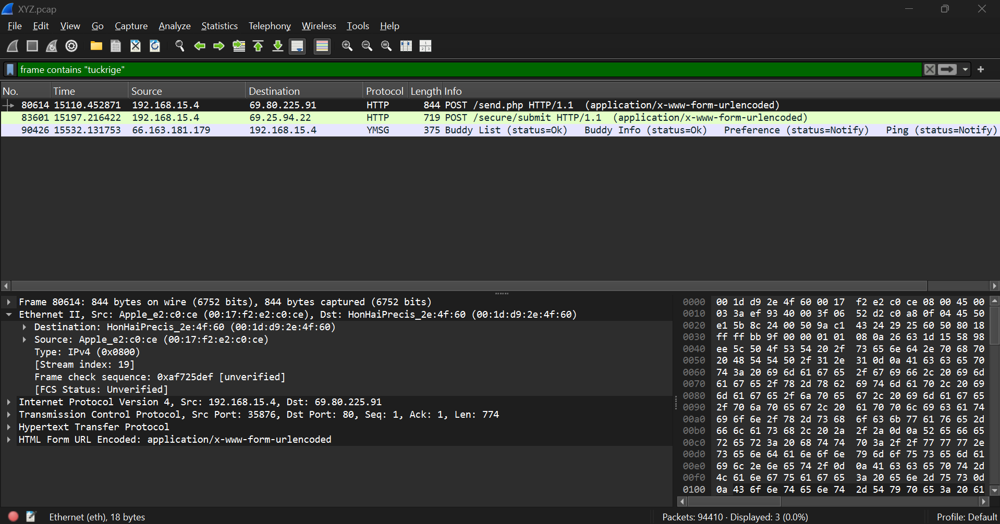 XYZ.pcap
File Edit View Go Capture Analyze Statistics Telephony Wireless Tools Help
frame contains "tuckrige"
No. Time Source Destination Protocol Length Info
80614 15110.452871 192.168.15.4 69.80.225.91 HTTP 844 POST /send.php HTTP/1.1 (application/x-www-form-urlencoded)
83601 15197.216422 192.168.15.4 69.25.94.22 HTTP 719 POST /secure/submit HTTP/1.1 (application/x-www-form-urlencoded)
90426 15532.131753 66.163.181.179 192.168.15.4 YMSG 375 Buddy List (status=Ok) Buddy Info (status=Ok) Preference (status=Notify) Ping (status=Notify)
Frame 80614: 844 bytes on wire (6752 bits), 844 bytes captured (6752 bits)
Ethernet II, Src: Apple_e2:c0:ce (00:17:f2:e2:c0:ce), Dst: HonHaiPrecis_2e:4f:60 (00:1d:d9:2e:4f:60)
Destination: HonHaiPrecis_2e:4f:60 (00:1d:d9:2e:4f:60)
Source: Apple_e2:c0:ce (00:17:f2:e2:c0:ce)
Type: IPv4 (0x0800)
[Stream index: 19]
Frame check sequence: 0xaf725def [unverified]
[FCS Status: Unverified]
Internet Protocol Version 4, Src: 192.168.15.4, Dst: 69.80.225.91
Transmission Control Protocol, Src Port: 35876, Dst Port: 80, Seq: 1, Ack: 1, Len: 774
Hypertext Transfer Protocol
HTML Form URL Encoded: application/x-www-form-urlencoded
0000 00 1d d9 2e 4f 60 00 17 f2 e2 c0 ce 08 00 45 00
0010 03 3a ef 93 40 00 3f 06 52 d2 c0 a8 0f 04 45 50
0020 e1 5b 8c 24 00 50 9a c1 43 24 29 25 60 50 80 18
0030 ff ff bb 9f 00 00 01 01 08 0a 26 63 1d 15 58 98
0040 ee 5c 50 4f 53 54 20 2f 73 65 6e 64 2e 70 68 70
0050 20 48 54 54 50 2f 31 2e 31 0d 0a 41 63 63 65 70
0060 74 3a 20 69 6d 61 67 65 2f 67 69 66 2c 20 69 6d
0070 61 67 65 2f 78 2d 78 62 69 74 6d 61 70 2c 20 69
0080 6d 61 67 65 2f 6a 70 65 67 2c 20 69 6d 61 67 65
0090 2f 70 6a 70 65 67 2c 20 61 70 70 6c 69 63 61 74
00a0 69 6f 6e 2f 78 2d 73 68 6f 63 6b 77 61 76 65 2d
00b0 66 6c 61 73 68 2c 20 2a 2f 2a 0d 0a 52 65 66 65
00c0 72 65 72 3a 20 68 74 74 70 3a 2f 2f 77 77 77 2e
00d0 73 65 6e 64 61 6e 6f 6e 79 6d 6f 75 73 65 6d 61
00e0 69 6c 2e 6e 65 74 2f 0d 0a 41 63 63 65 70 74 2d
00f0 4c 61 6e 67 75 61 67 65 3a 20 65 6e 2d 75 73 0d
0100 0a 43 6f 6e 74 65 6e 74 2d 54 79 70 65 3a 20 61
Ethernet (eth), 18 bytes
Packets: 94410 · Displayed: 3 (0.0%)
Profile: Default